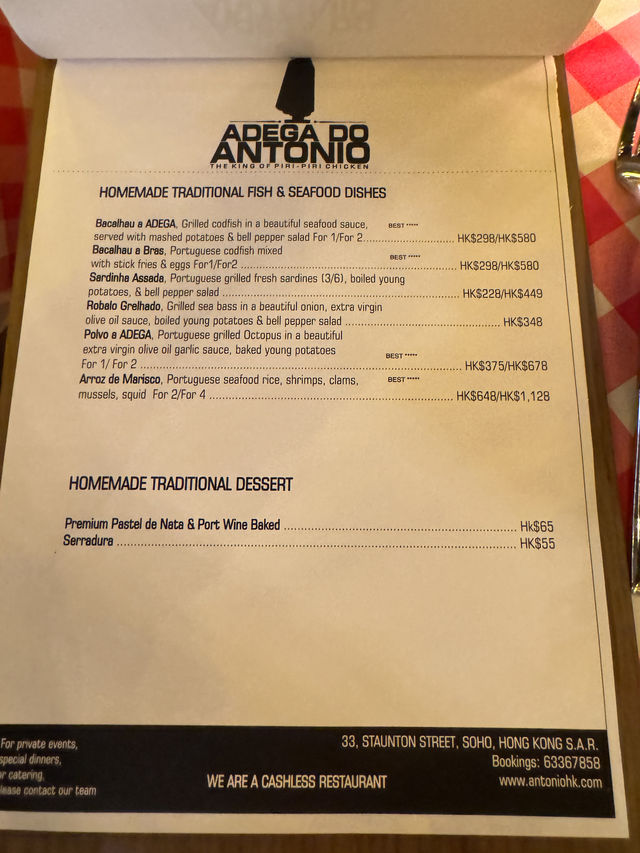 ADEGA DO
ANTONIO
THE KING OF PIRI-PIRI CHICKEN
HOMEMADE TRADITIONAL FISH & SEAFOOD DISHES
Bacalhau a ADEGA, Grilled codfish in a beautiful seafood sauce, BEST *****
served with mashed potatoes & bell pepper salad For 1/For 2 HK$298/HK$580
Bacalhau a Bras, Portuguese codfish mixed BEST *****
with stick fries & eggs For1/For2 HK$298/HK$580
Sardinha Assada, Portuguese grilled fresh sardines (3/6), boiled young
potatoes, & bell pepper salad HK$228/HK$449
Robalo Grelhado, Grilled sea bass in a beautiful onion, extra virgin
olive oil sauce, boiled young potatoes & bell pepper salad HK$348
Polvo a ADEGA, Portuguese grilled Octopus in a beautiful
extra virgin olive oil garlic sauce, baked young potatoes BEST *****
For 1/ For 2 HK$375/HK$678
Arroz de Marisco, Portuguese seafood rice, shrimps, clams, BEST *****
mussels, squid For 2/For 4 HK$648/HK$1,128
HOMEMADE TRADITIONAL DESSERT
Premium Pastel de Nata & Port Wine Baked Hk$65
Serradura HK$55
For private events,
special dinners,
or catering,
please contact our team
WE ARE A CASHLESS RESTAURANT
33, STAUNTON STREET, SOHO, HONG KONG S.A.R.
Bookings: 63367858
www.antoniohk.com